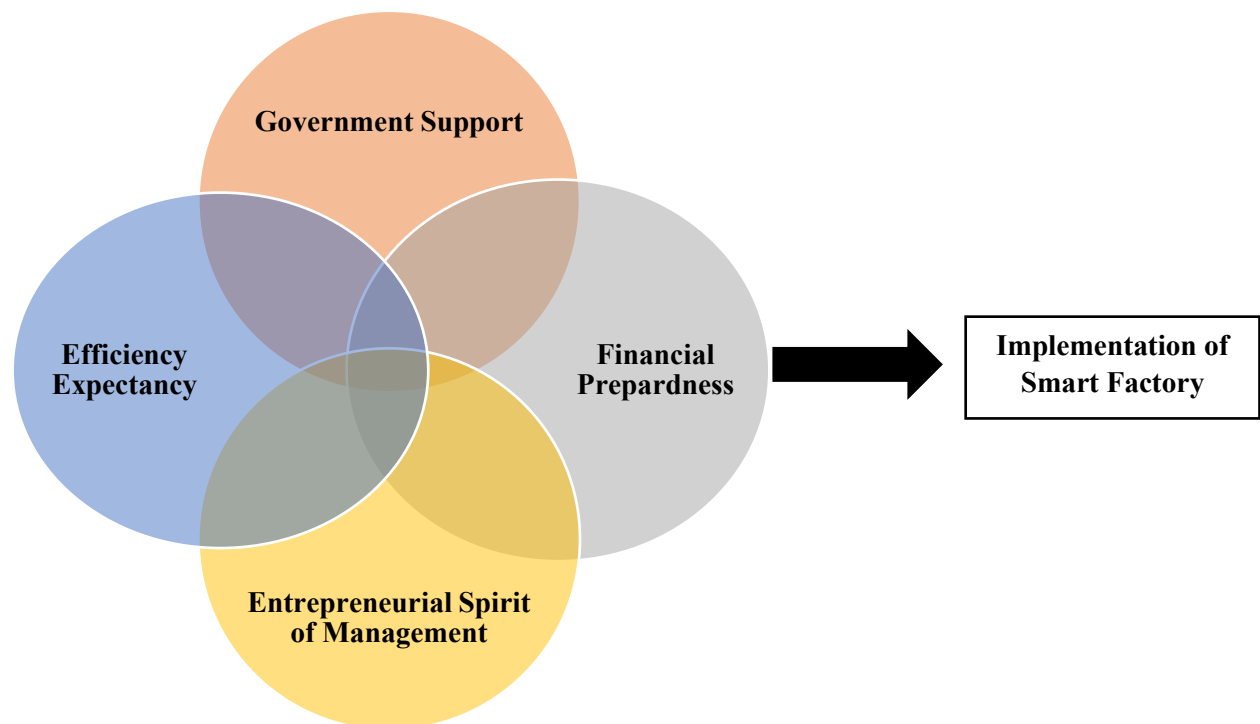 Government Support
Efficiency
Expectancy
Financial
Prepardness
Implementation of
Smart Factory
Entrepreneurial Spirit
of Management